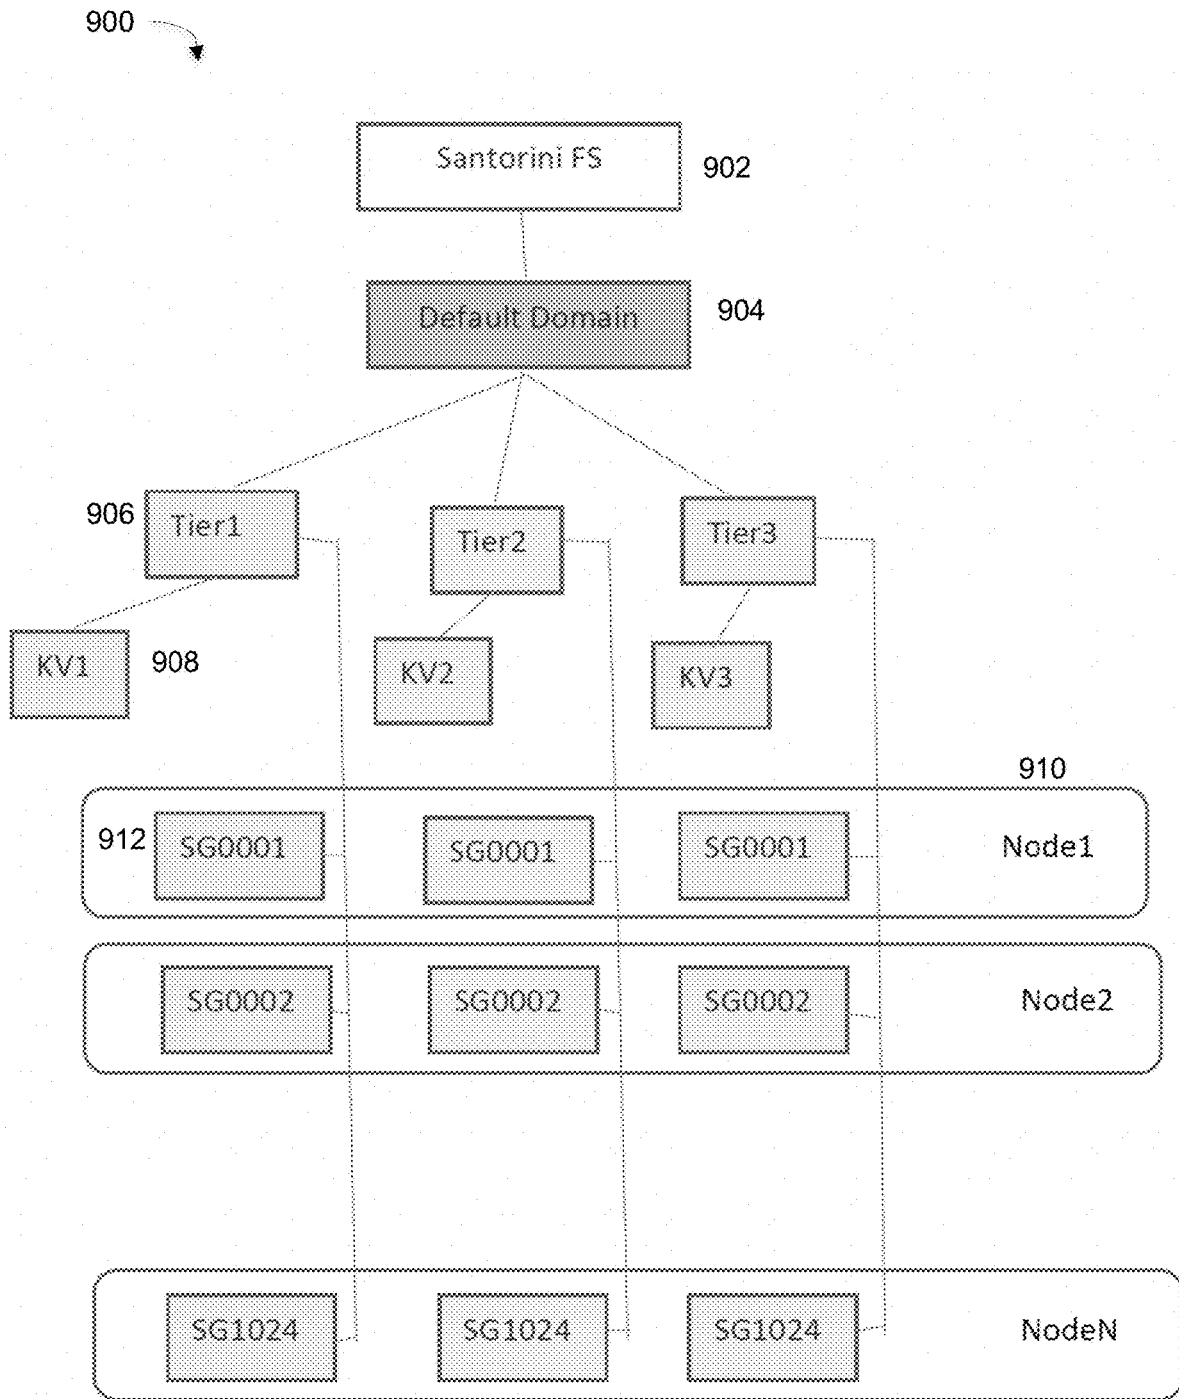 900
Santorini FS
902
Default Domain
904
906
Tier1
Tier2
Tier3
KV1
908
KV2
KV3
910
912
SG0001
SG0001
SG0001
Node1
SG0002
SG0002
SG0002
Node2
SG1024
SG1024
SG1024
NodeN